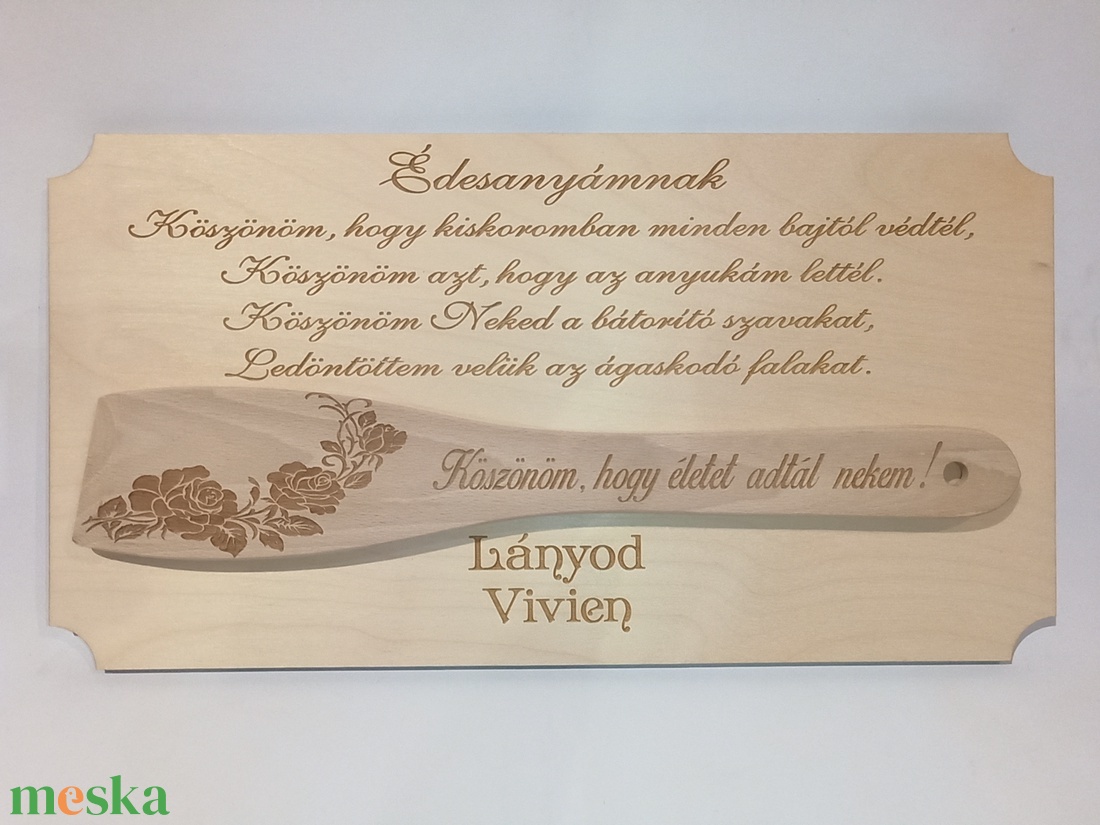 Édesanyámnak
Köszönöm, hogy kiskoromban minden bajtól védtél,
Köszönöm azt, hogy az anyukám lettél.
Köszönöm Neked a bátorító szavakat,
Ledöntöttem velük az ágaskodó falakat.
Köszönöm, hogy életet adtál nekem!
Lányod
Vivien
meska